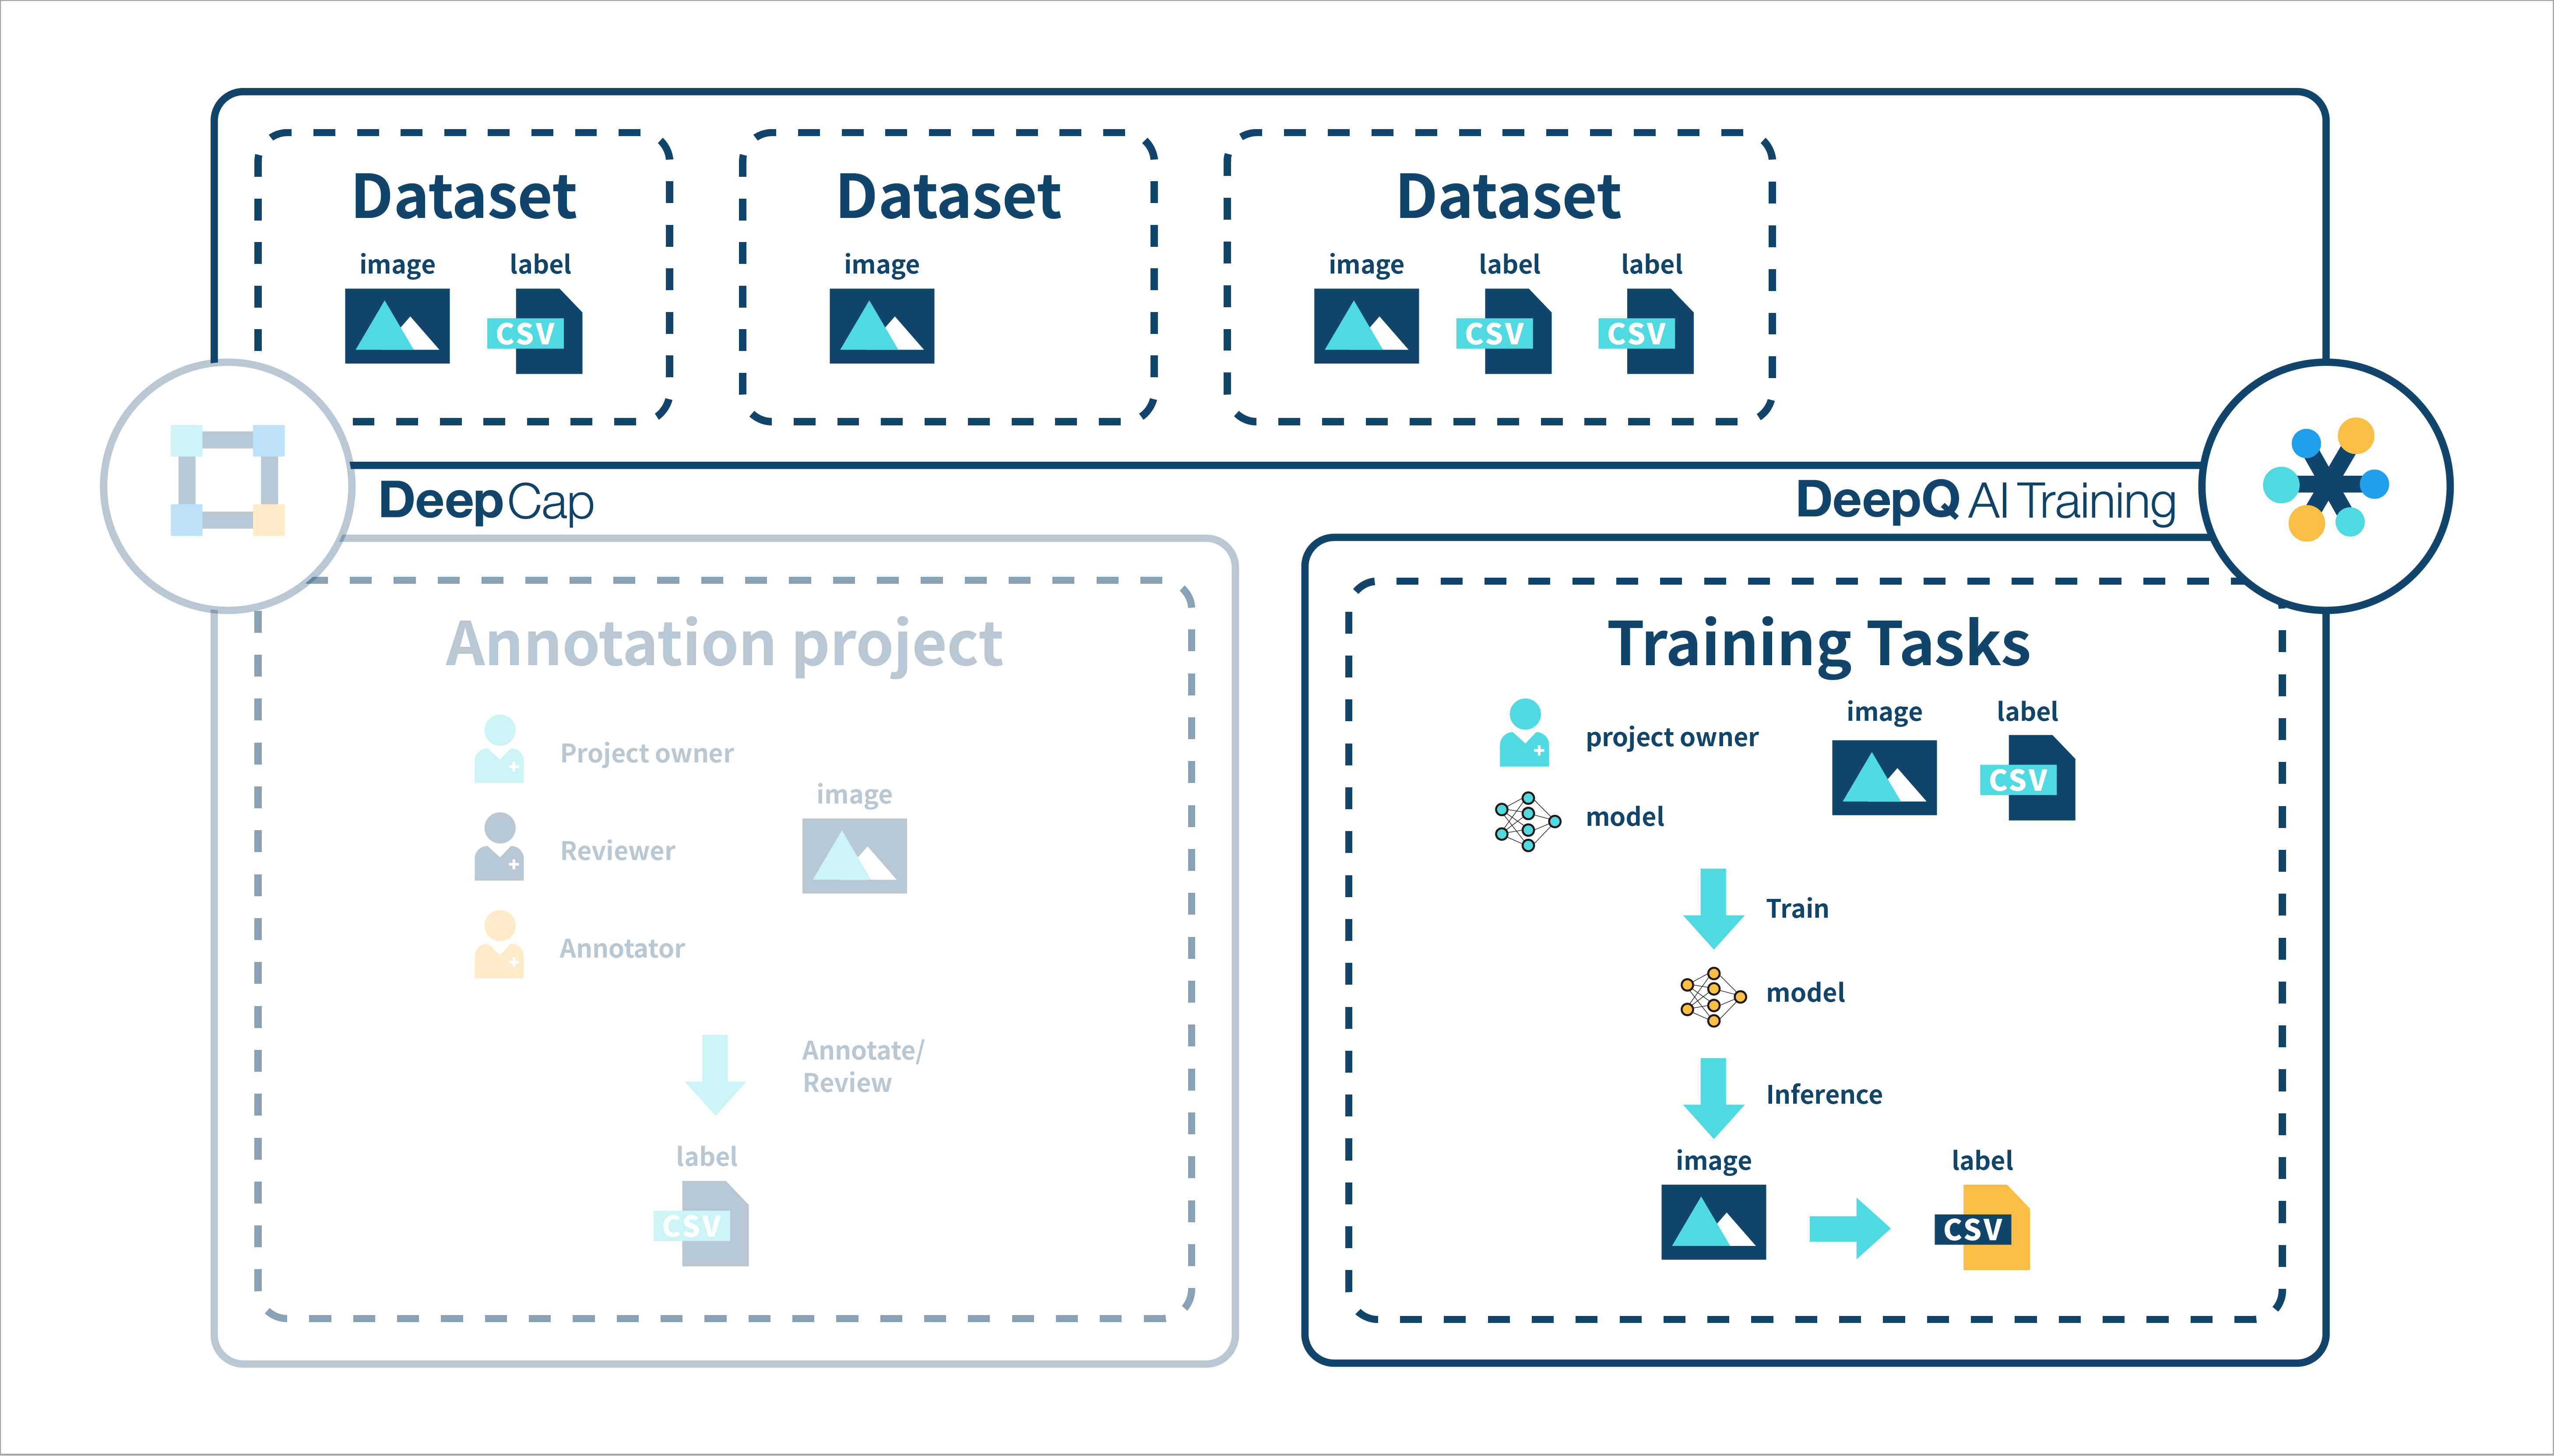 Dataset
image label
CSV
Dataset
image
Dataset
image label label
CSV CSV
DeepCap
DeepQ AI Training
Annotation project
Project owner
Reviewer
Annotator
image
Annotate/
Review
label
CSV
Training Tasks
project owner
model
image label
CSV
Train
model
Inference
image label
CSV